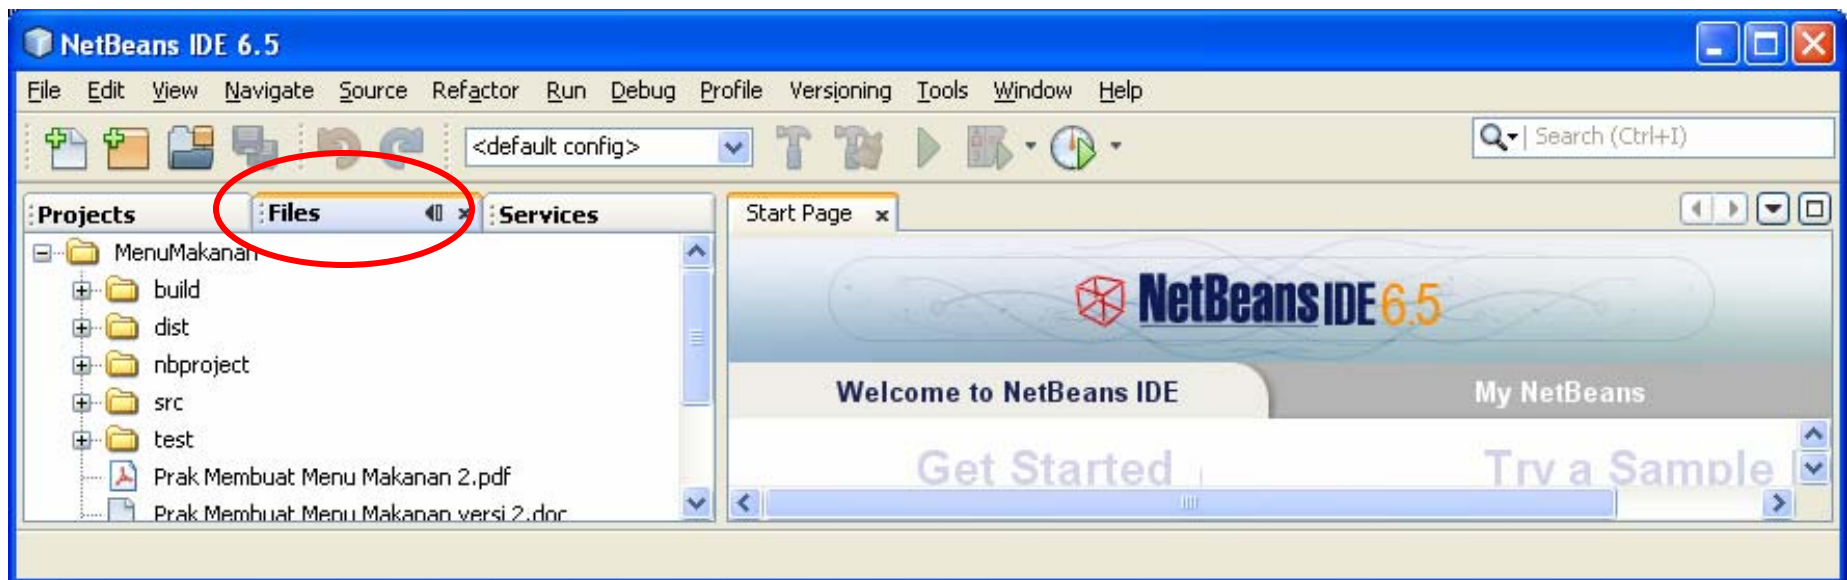 NetBeans IDE 6.5
File Edit View Navigate Source Refactor Run Debug Profile Versioning Tools Window Help
<default config> Search (Ctrl+I)
Projects Files Services Start Page
MenuMakanan
build
dist
nbproject
src
test
Prak Membuat Menu Makanan 2.pdf
Prak Membuat Menu Makanan versi 2.doc
NetBeans IDE 6.5
Welcome to NetBeans IDE My NetBeans
Get Started Try a Sample